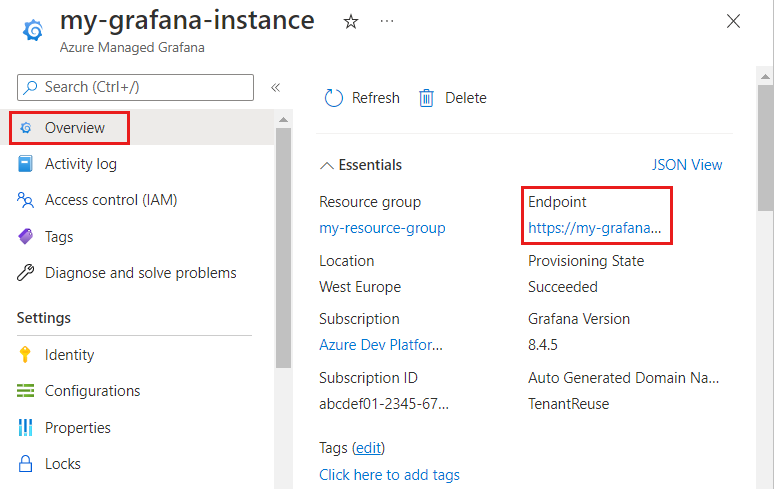 my-grafana-instance
Azure Managed Grafana
Search (Ctrl+/)
Overview
Activity log
Access control (IAM)
Tags
Diagnose and solve problems
Settings
Identity
Configurations
Properties
Locks
Refresh
Delete
Essentials
JSON View
Resource group
my-resource-group
Endpoint
https://my-grafana...
Location
West Europe
Provisioning State
Succeeded
Subscription
Azure Dev Platfor...
Grafana Version
8.4.5
Subscription ID
abcdef01-2345-67...
Auto Generated Domain Na...
TenantReuse
Tags (edit)
Click here to add tags